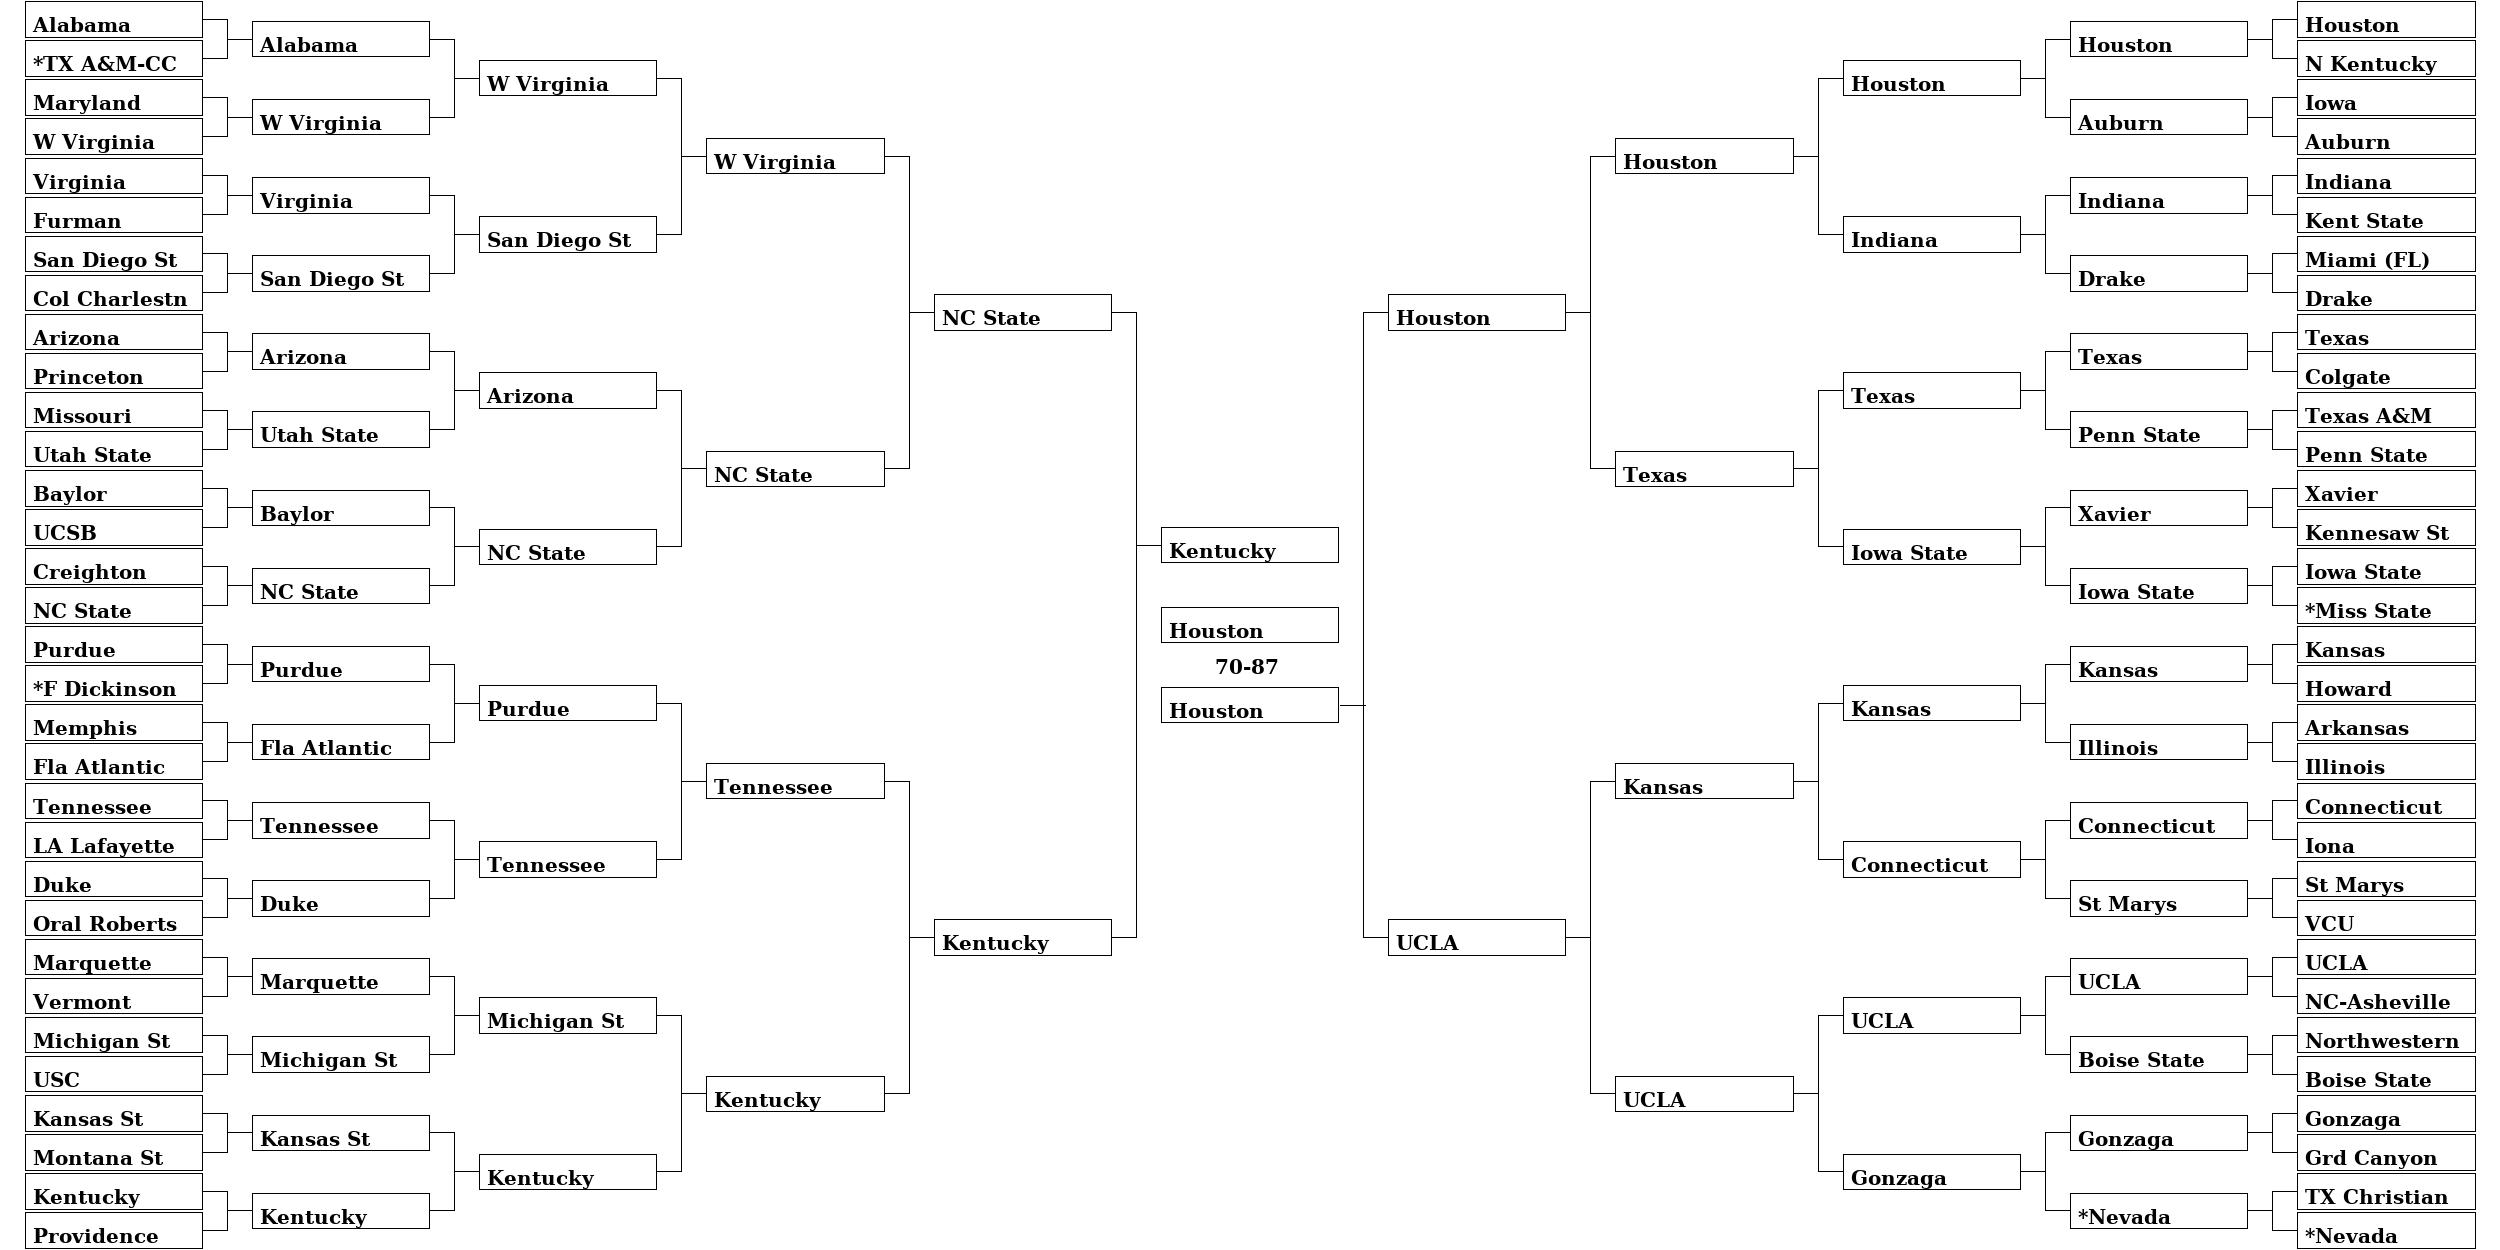 Alabama
*TX A&M-CC
Maryland
W Virginia
Virginia
Furman
San Diego St
Col Charlestn
Arizona
Princeton
Missouri
Utah State
Baylor
UCSB
Creighton
NC State
Purdue
*F Dickinson
Memphis
Fla Atlantic
Tennessee
LA Lafayette
Duke
Oral Roberts
Marquette
Vermont
Michigan St
USC
Kansas St
Montana St
Kentucky
Providence
Alabama
W Virginia
Virginia
San Diego St
Arizona
Utah State
Baylor
NC State
Purdue
Fla Atlantic
Tennessee
Duke
Marquette
Michigan St
Kansas St
Kentucky
W Virginia
San Diego St
Arizona
NC State
Purdue
Tennessee
Michigan St
Kentucky
W Virginia
NC State
Tennessee
Kentucky
NC State
Kentucky
Kentucky
Houston
70-87
Houston
Houston
UCLA
Houston
Texas
Kansas
UCLA
Houston
Indiana
Texas
Iowa State
Kansas
Connecticut
UCLA
Gonzaga
Houston
Auburn
Indiana
Drake
Texas
Penn State
Xavier
Iowa State
Kansas
Illinois
Connecticut
St Marys
UCLA
Boise State
Gonzaga
*Nevada
Houston
N Kentucky
Iowa
Auburn
Indiana
Kent State
Miami (FL)
Drake
Texas
Colgate
Texas A&M
Penn State
Xavier
Kennesaw St
Iowa State
*Miss State
Kansas
Howard
Arkansas
Illinois
Connecticut
Iona
St Marys
VCU
UCLA
NC-Asheville
Northwestern
Boise State
Gonzaga
Grd Canyon
TX Christian
*Nevada